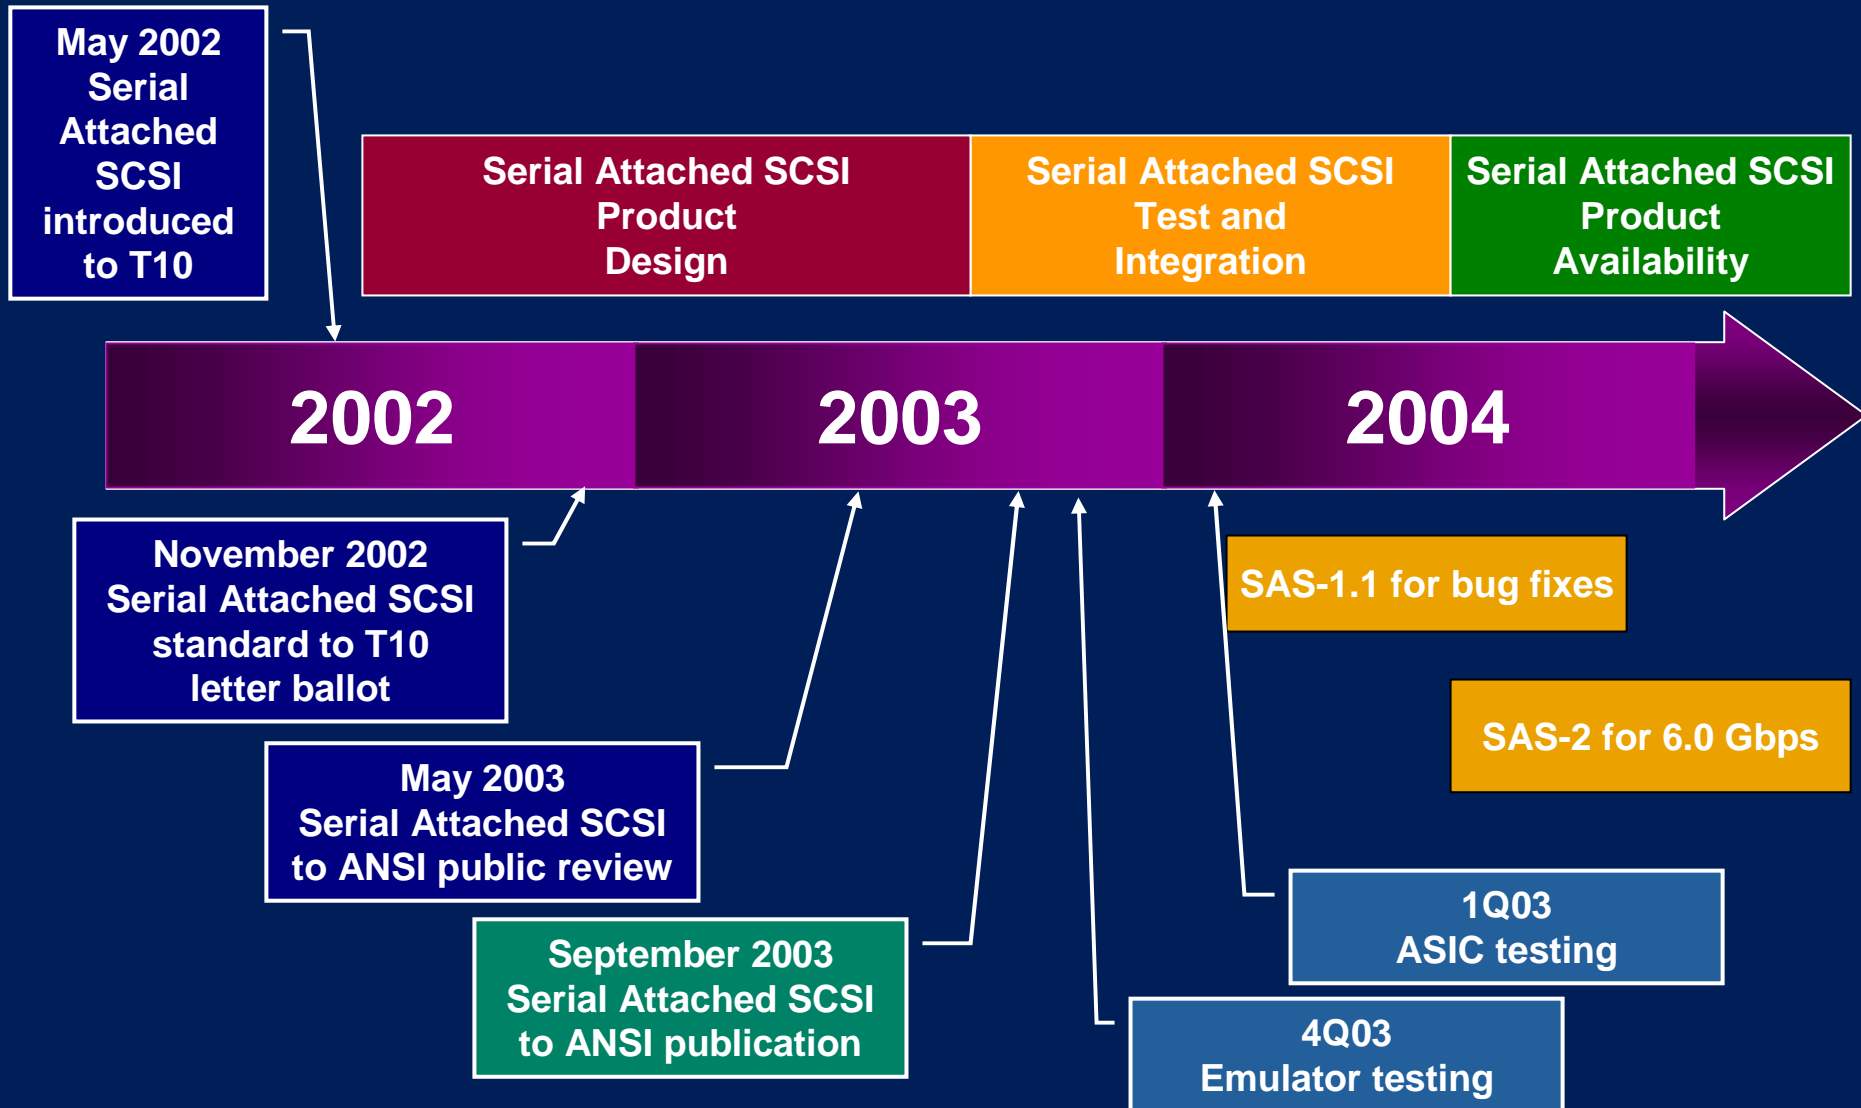 May 2002
Serial
Attached
SCSI
introduced
to T10
Serial Attached SCSI
Product
Design
Serial Attached SCSI
Test and
Integration
Serial Attached SCSI
Product
Availability
2002
2003
2004
November 2002
Serial Attached SCSI
standard to T10
letter ballot
SAS-1.1 for bug fixes
SAS-2 for 6.0 Gbps
May 2003
Serial Attached SCSI
to ANSI public review
1Q03
ASIC testing
September 2003
Serial Attached SCSI
to ANSI publication
4Q03
Emulator testing